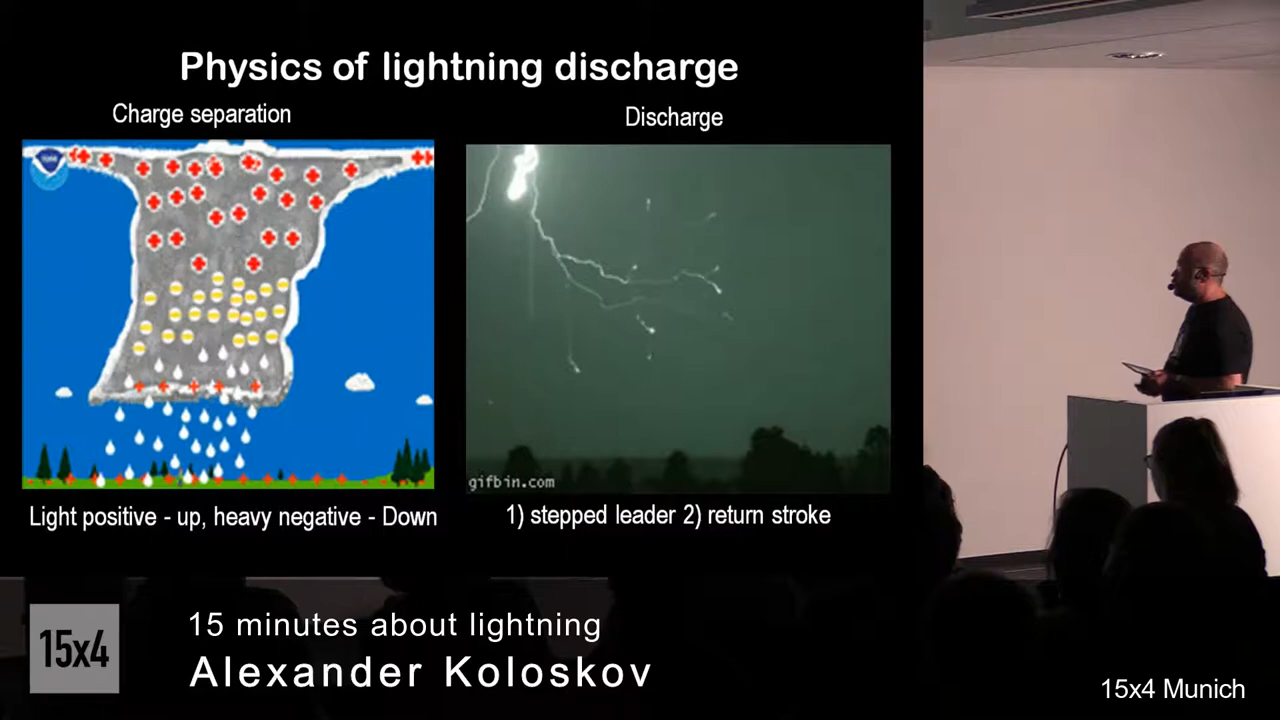 Physics of lightning discharge
Charge separation
Discharge
gifbin.com
Light positive - up, heavy negative - Down
1) stepped leader 2) return stroke
15x4
15 minutes about lightning
Alexander Koloskov
15x4 Munich